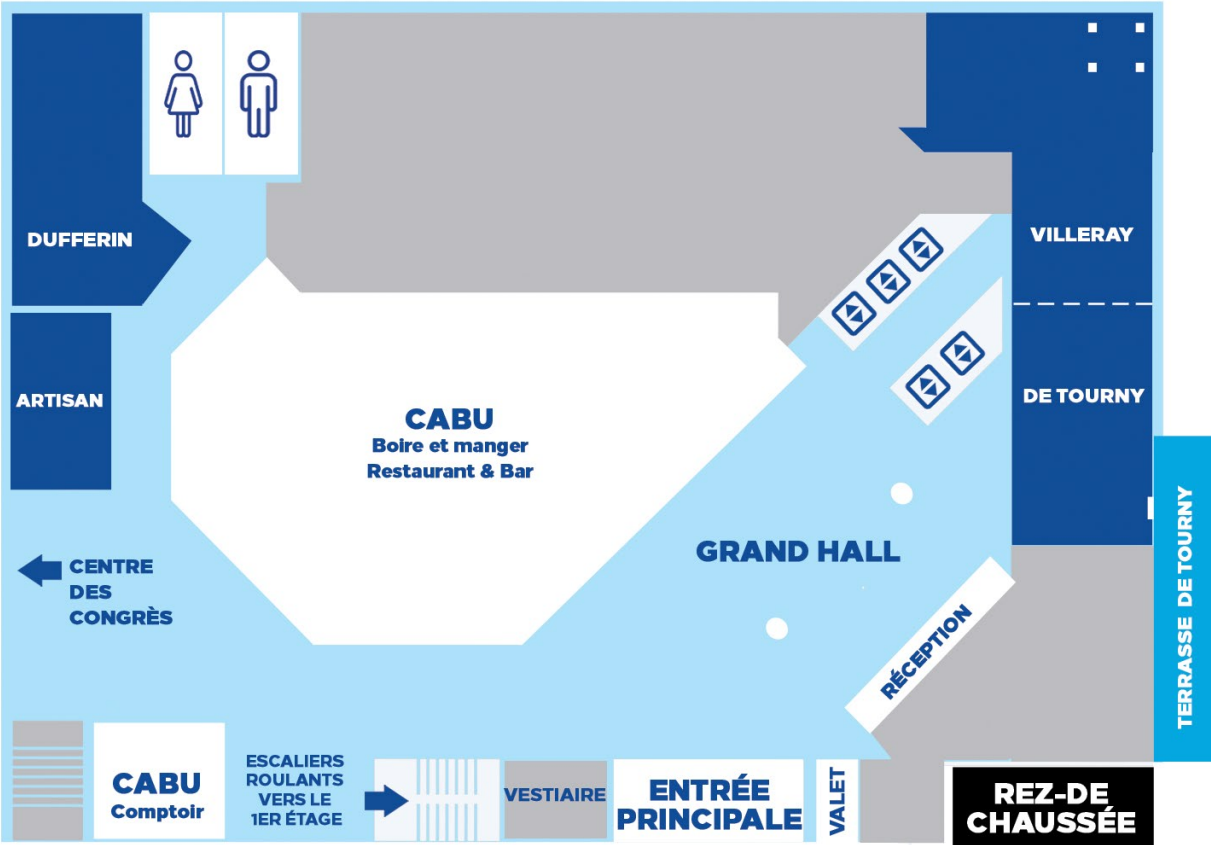 DUFFERIN
VILLERAY
ARTISAN
DE TOURNY
CABU
Boire et manger
Restaurant & Bar
GRAND HALL
CENTRE
DES
CONGRÈS
RÉCEPTION
TERRASSE DE TOURNY
CABU
Comptoir
ESCALIERS
ROULANTS
VERS LE
1ER ÉTAGE
VESTIAIRE
ENTRÉE
PRINCIPALE
VALET
REZ-DE
CHAUSSÉE